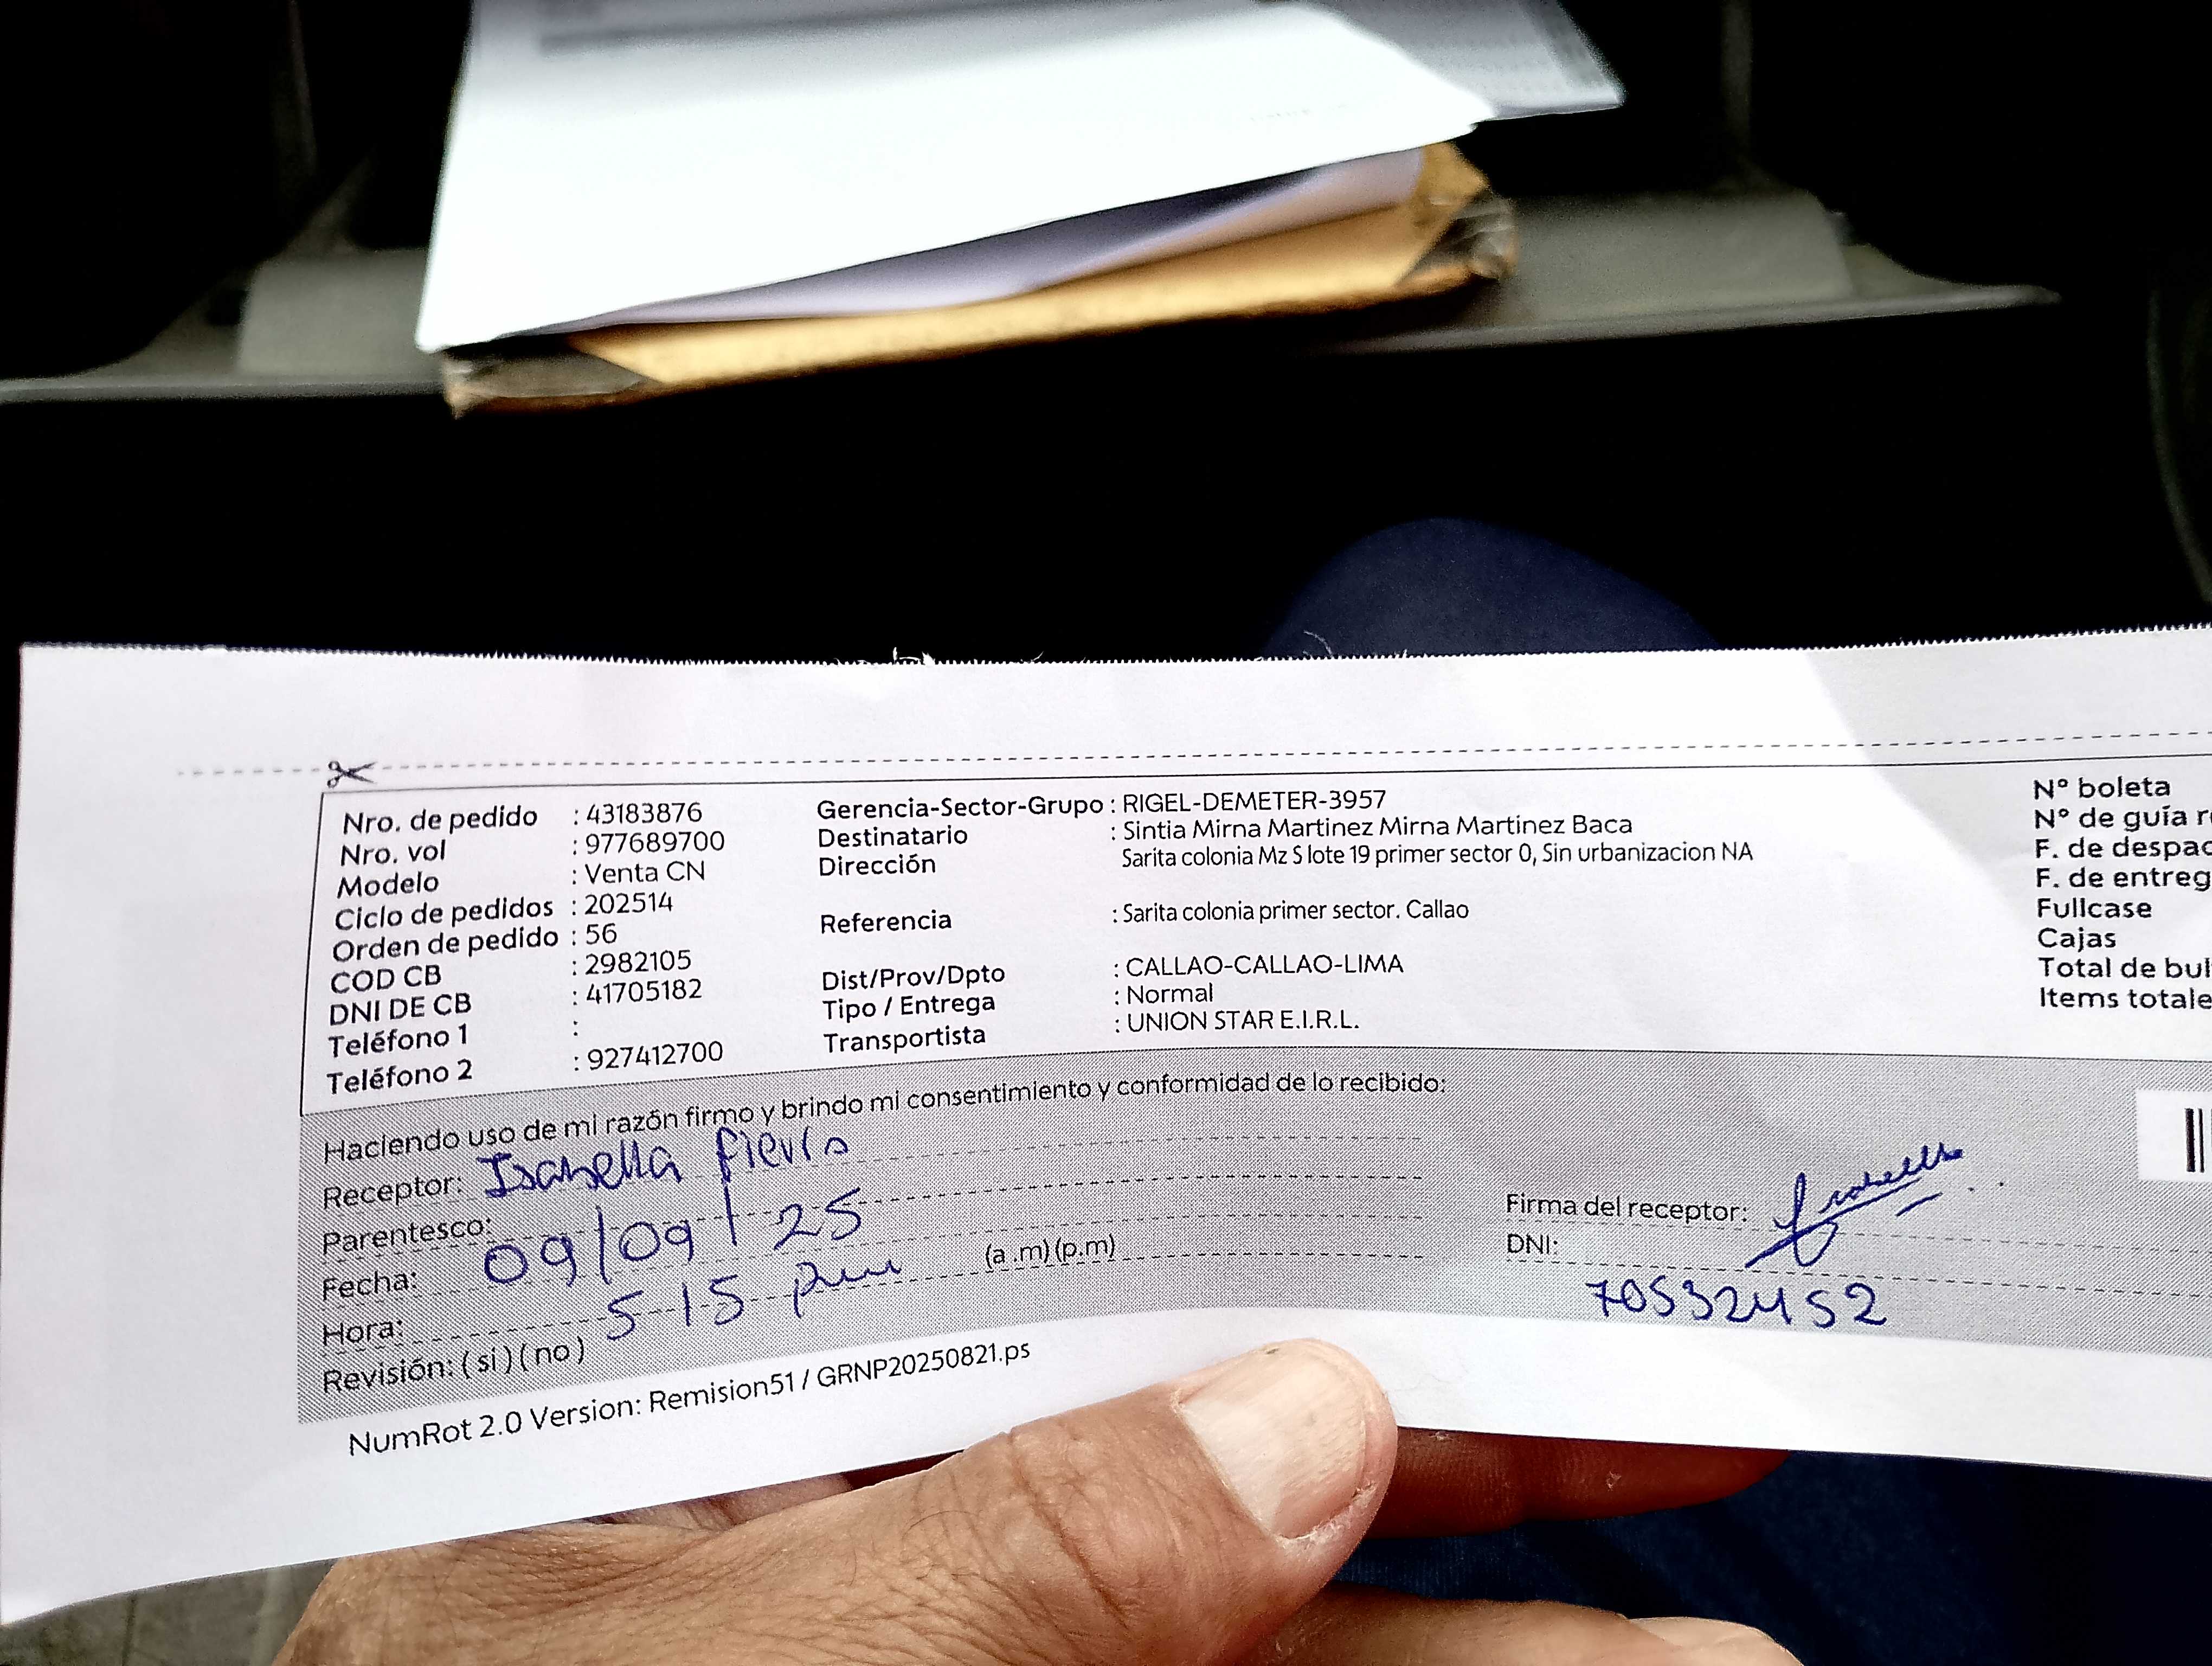 Nro. de pedido : 43183876
Nro. vol : 977689700
Modelo : Venta CN
Ciclo de pedidos : 202514
Orden de pedido : 56
COD CB : 2982105
DNI DE CB : 41705182
Teléfono 1 :
Teléfono 2 : 927412700
Gerencia-Sector-Grupo : RIGEL-DEMETER-3957
Destinatario : Sintia Mirna Martinez Mirna Martinez Baca
Dirección Sarita colonia Mz S lote 19 primer sector 0, Sin urbanizacion NA
Referencia : Sarita colonia primer sector. Callao
Dist/Prov/Dpto : CALLAO-CALLAO-LIMA
Tipo / Entrega : Normal
Transportista : UNION STAR E.I.R.L.
Nº boleta
Nº de guía r
F. de despac
F. de entreg
Fullcase
Cajas
Total de bul
Items totale
Haciendo uso de mi razón firmo y brindo mi consentimiento y conformidad de lo recibido:
Receptor: Isabella
Parentesco:
Fecha: 09/09/25
Hora: 5-15 pm (a.m)(p.m)
Revisión: (si)(no)
Firma del receptor:
DNI: 70532452
NumRot 2.0 Version: Remision51 / GRNP20250821.ps